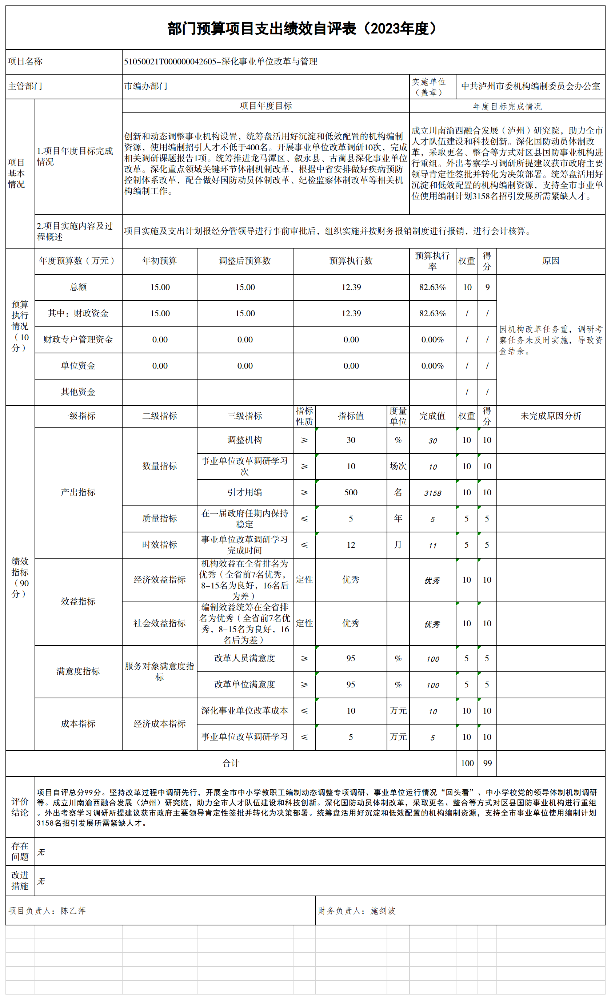 部门预算项目支出绩效自评表（2023年度）
项目名称
51050021T000000042605-深化事业单位改革与管理
主管部门
市编办部门
实施单位
（盖章）
中共泸州市委机构编制委员会办公室
项目
基本
情况
1.项目年度目标完成
情况
项目年度目标
年度目标完成情况
创新和动态调整事业机构设置，统筹盘活用好沉淀和低效配置的机构编制
资源，使用编制招引人才不低于400名。开展事业单位改革调研10次，完成
相关调研课题报告1项。统筹推进龙马潭区、叙永县、古蔺县深化事业单位
改革。深化重点领域关键环节体制机制改革，根据中省安排做好疾病预防
控制体系改革，配合做好国防动员体制改革、纪检监察体制改革等相关机
构编制工作。
成立川南渝西融合发展（泸州）研究院，助力全市
人才队伍建设和科技创新。深化国防动员体制改
革，采取更名、整合等方式对区县国防事业机构进
行重组。外出考察学习调研所提建议获市政府主要
领导肯定性签批并转化为决策部署。统筹盘活用好
沉淀和低效配置的机构编制资源，支持全市事业单
位使用编制计划3158名招引发展所需紧缺人才。
2.项目实施内容及过
程概述
项目实施及支出计划报经分管领导进行事前审批后，组织实施并按财务报销制度进行报销，进行会计核算。
预算
执行
情况
（10
分）
年度预算数（万元） 年初预算 调整后预算数 预算执行数 预算执行
率 权重 得
分 原因
总额 15.00 15.00 12.39 82.63% 10 9
其中：财政资金 15.00 15.00 12.39 82.63% / /
财政专户管理资金 0.00 0.00 0.00 0.00% / /
单位资金 0.00 0.00 0.00 0.00% / /
其他资金 / /
因机构改革任务重，调研考
察任务未及时实施，导致资
金结余。
绩效
指标
（90
分）
一级指标 二级指标 三级指标 指标
性质 指标值 度量
单位 完成值 权重 得
分 未完成原因分析
产出指标
数量指标
调整机构 ≥ 30 % 30 10 10
事业单位改革调研学习
次 ≥ 10 场次 10 10 10
引才用编 ≥ 500 名 3158 10 10
质量指标
在一届政府任期内保持
稳定 ≤ 5 年 5 5 5
时效指标
事业单位改革调研学习
完成时间 ≤ 12 月 11 5 5
效益指标
经济效益指标
机构效益在全省排名为
优秀（全省前7名优秀，
8-15名为良好，16名后
为差） 定性 优秀 优秀 10 10
社会效益指标
编制效益统筹在全省排
名为优秀（全省前7名优
秀，8-15名为良好，16
名后为差） 定性 优秀 优秀 10 10
满意度指标
服务对象满意度指
标
改革人员满意度 ≥ 95 % 100 5 5
改革单位满意度 ≥ 95 % 100 5 5
成本指标
经济成本指标
深化事业单位改革成本 ≤ 10 万元 10 10 10
事业单位改革调研学习 ≤ 5 万元 5 10 10
合计 100 99
评价
结论
项目自评总分99分。坚持改革过程中调研先行，开展全市中小学教职工编制动态调整专项调研、事业单位运行情况“回头看”、中小学校党的领导体制机制调研
等。成立川南渝西融合发展（泸州）研究院，助力全市人才队伍建设和科技创新。深化国防动员体制改革，采取更名、整合等方式对区县国防事业机构进行重组
。外出考察学习调研所提建议获市政府主要领导肯定性签批并转化为决策部署。统筹盘活用好沉淀和低效配置的机构编制资源，支持全市事业单位使用编制计划
3158名招引发展所需紧缺人才。
存在
问题
无
改进
措施
无
项目负责人：陈乙萍
财务负责人：施剑波